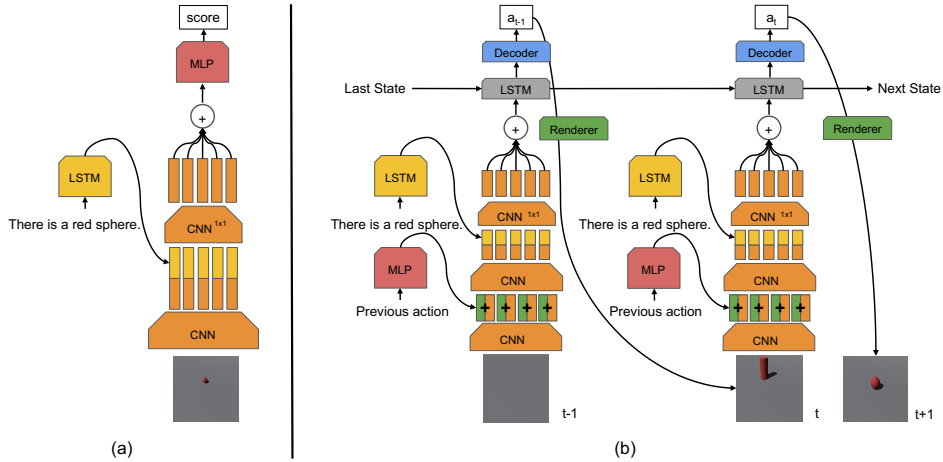 score
MLP
+
LSTM
There is a red sphere.
CNN 1x1
CNN
(a)
a t-1
Decoder
Last State
LSTM
+
Renderer
LSTM
There is a red sphere.
CNN 1x1
MLP
CNN
Previous action
+ + + +
CNN
t-1
a t
Decoder
LSTM
Next State
+
Renderer
LSTM
There is a red sphere.
CNN 1x1
MLP
CNN
Previous action
+ + + +
CNN
t
t+1
(b)